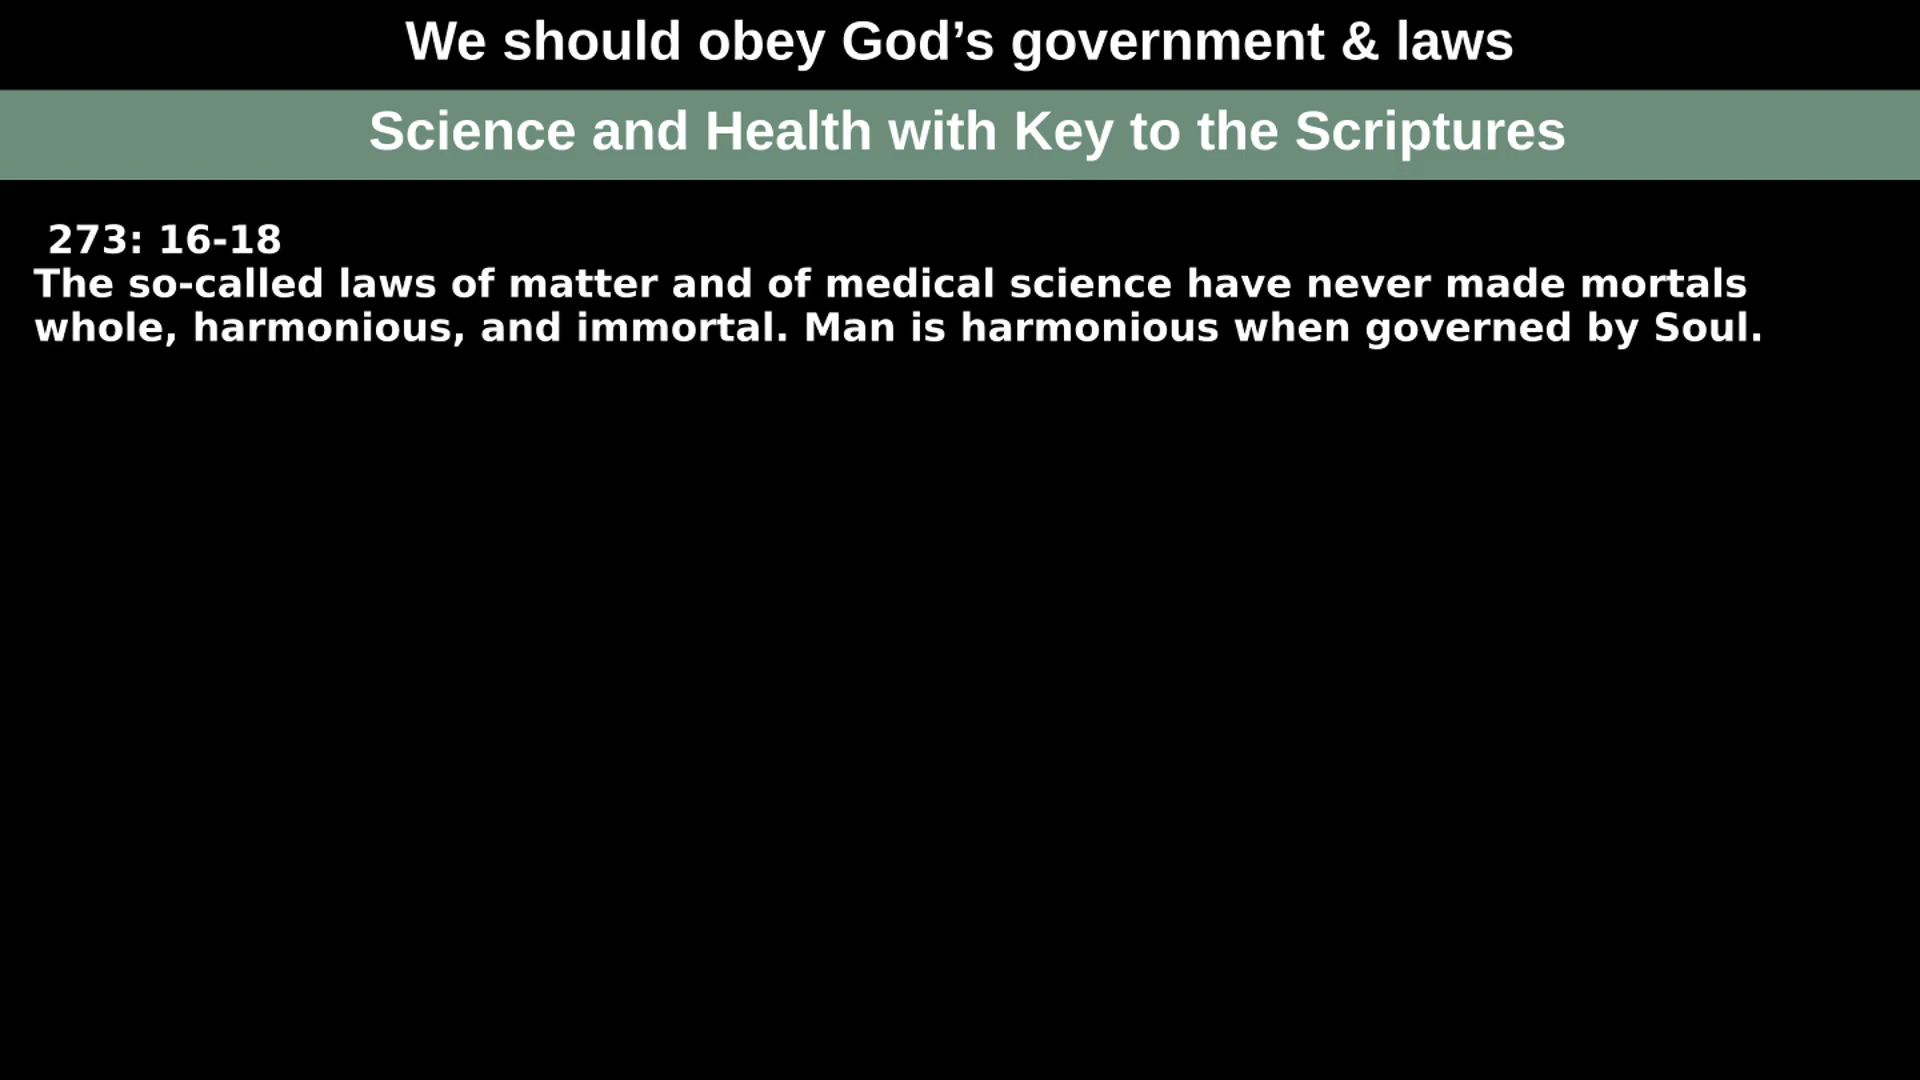 We should obey God’s government & laws
Science and Health with Key to the Scriptures
273: 16-18
The so-called laws of matter and of medical science have never made mortals
whole, harmonious, and immortal. Man is harmonious when governed by Soul.